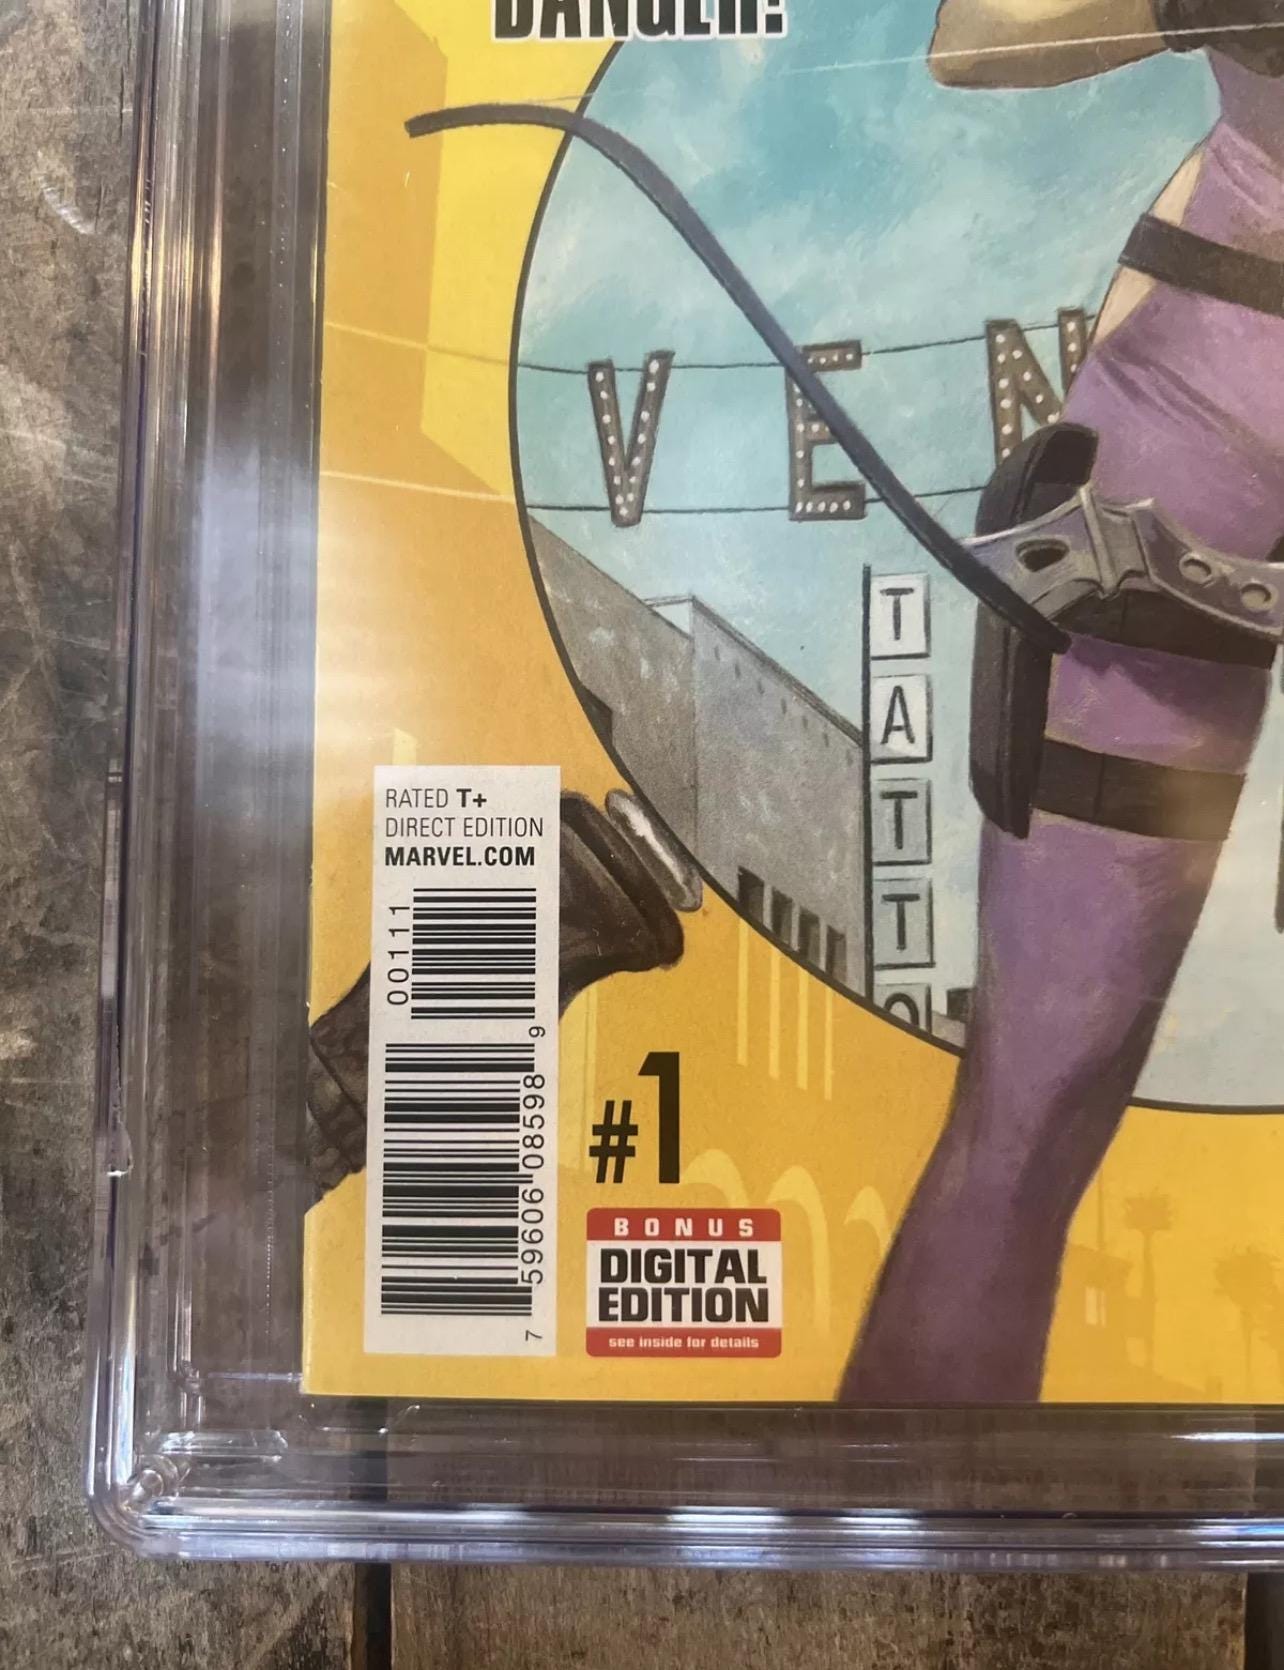 DANGER!
V E N
T
A
T
T
O
RATED T+
DIRECT EDITION
MARVEL.COM
00111
7 59606 08598 9
#1
BONUS
DIGITAL
EDITION
see inside for details